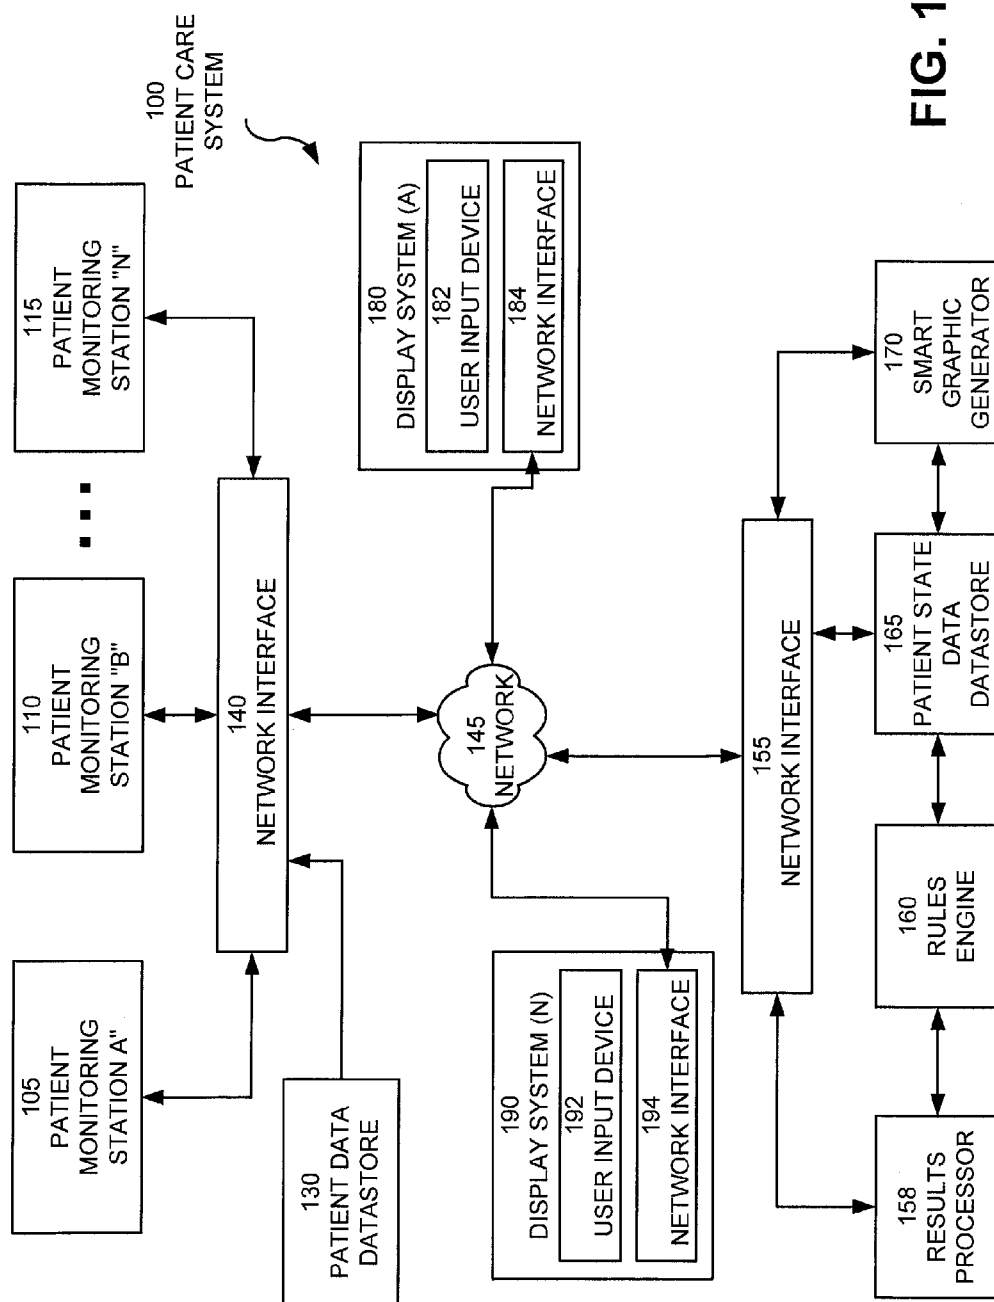 100
PATIENT CARE
SYSTEM
105
PATIENT
MONITORING
STATION A"
110
PATIENT
MONITORING
STATION "B"
115
PATIENT
MONITORING
STATION "N"
130
PATIENT DATA
DATASTORE
140
NETWORK INTERFACE
190
DISPLAY SYSTEM (N)
192
USER INPUT DEVICE
194
NETWORK INTERFACE
145
NETWORK
180
DISPLAY SYSTEM (A)
182
USER INPUT DEVICE
184
NETWORK INTERFACE
155
NETWORK INTERFACE
158
RESULTS
PROCESSOR
160
RULES
ENGINE
165
PATIENT STATE
DATA
DATASTORE
170
SMART
GRAPHIC
GENERATOR
FIG. 1